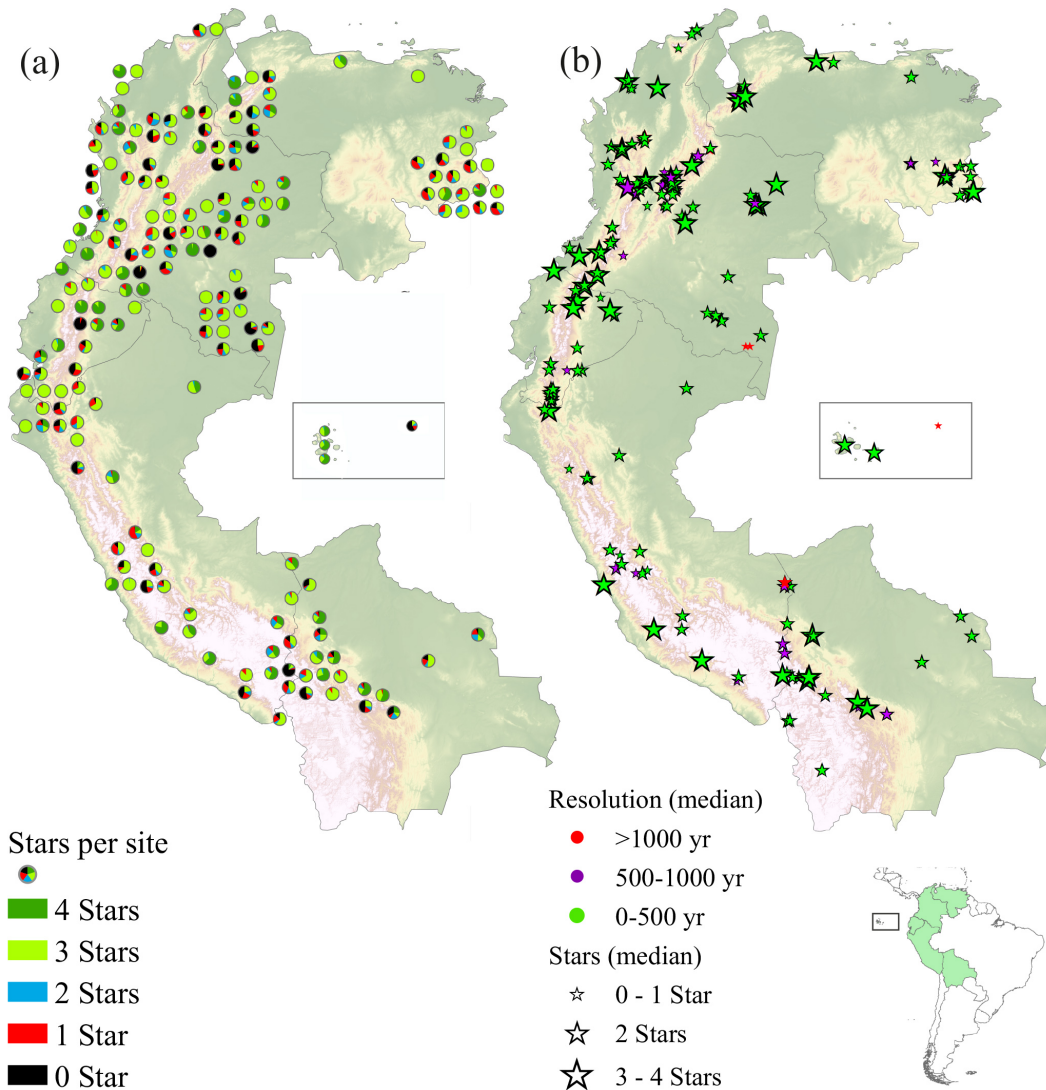 (a)
(b)
Stars per site
4 Stars
3 Stars
2 Stars
1 Star
0 Star
Resolution (median)
>1000 yr
500-1000 yr
0-500 yr
Stars (median)
0 - 1 Star
2 Stars
3 - 4 Stars